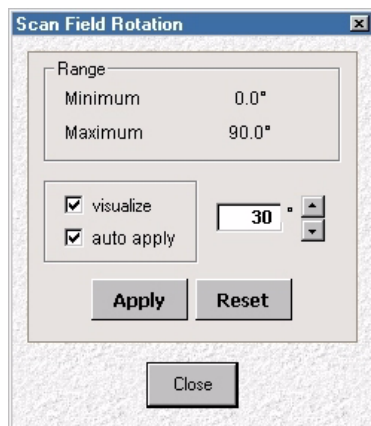 Scan Field Rotation
Range
Minimum 0.0°
Maximum 90.0°
visualize
auto apply
30 °
Apply Reset
Close